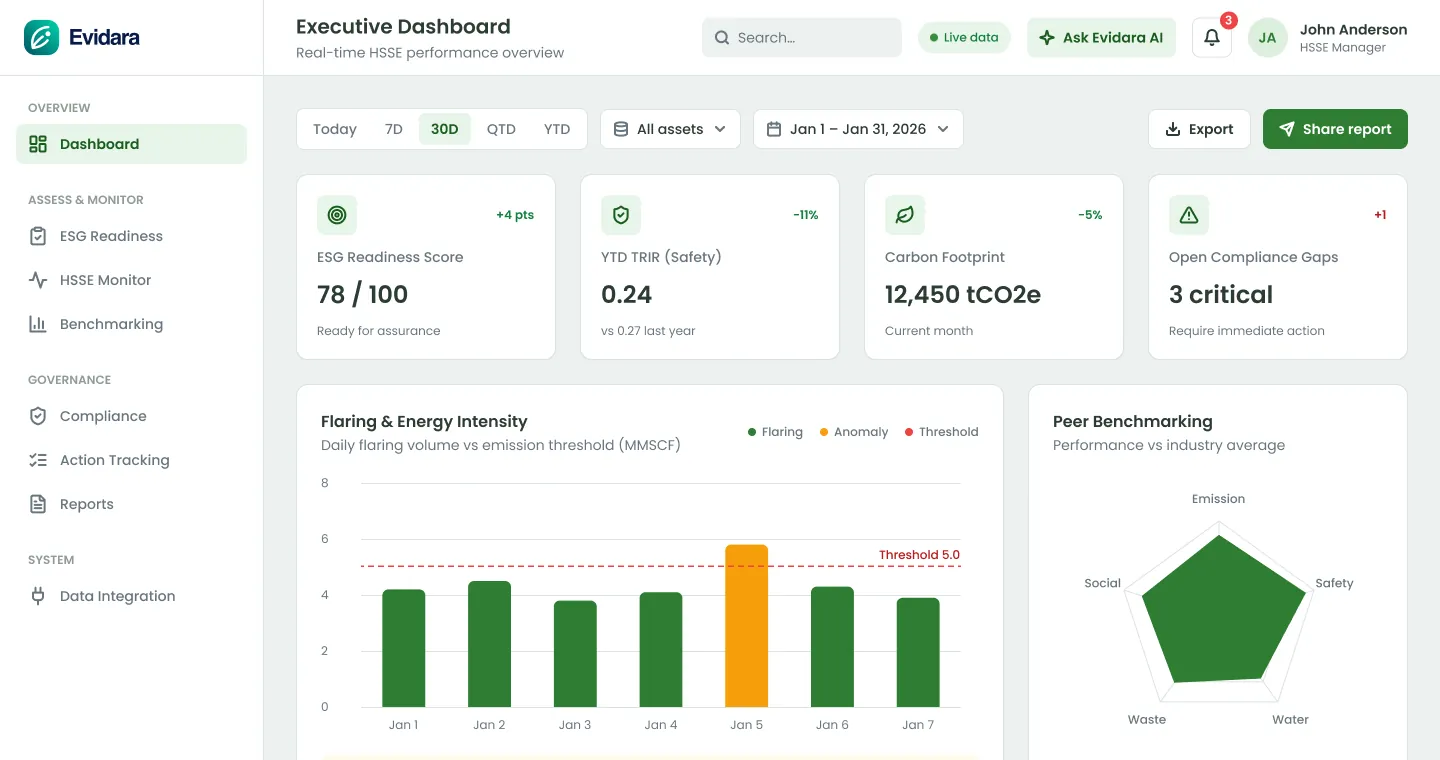 Evidara
Executive Dashboard
Real-time HSSE performance overview
Search...
Live data
Ask Evidara AI
3
JA
John Anderson
HSSE Manager
OVERVIEW
Dashboard
ASSESS & MONITOR
ESG Readiness
HSSE Monitor
Benchmarking
GOVERNANCE
Compliance
Action Tracking
Reports
SYSTEM
Data Integration
Today
7D
30D
QTD
YTD
All assets
Jan 1 – Jan 31, 2026
Export
Share report
+4 pts
ESG Readiness Score
78 / 100
Ready for assurance
-11%
YTD TRIR (Safety)
0.24
vs 0.27 last year
-5%
Carbon Footprint
12,450 tCO2e
Current month
+1
Open Compliance Gaps
3 critical
Require immediate action
Flaring & Energy Intensity
Daily flaring volume vs emission threshold (MMSCF)
Flaring
Anomaly
Threshold
8
6
4
2
0
Threshold 5.0
Jan 1
Jan 2
Jan 3
Jan 4
Jan 5
Jan 6
Jan 7
Peer Benchmarking
Performance vs industry average
Emission
Social
Safety
Waste
Water